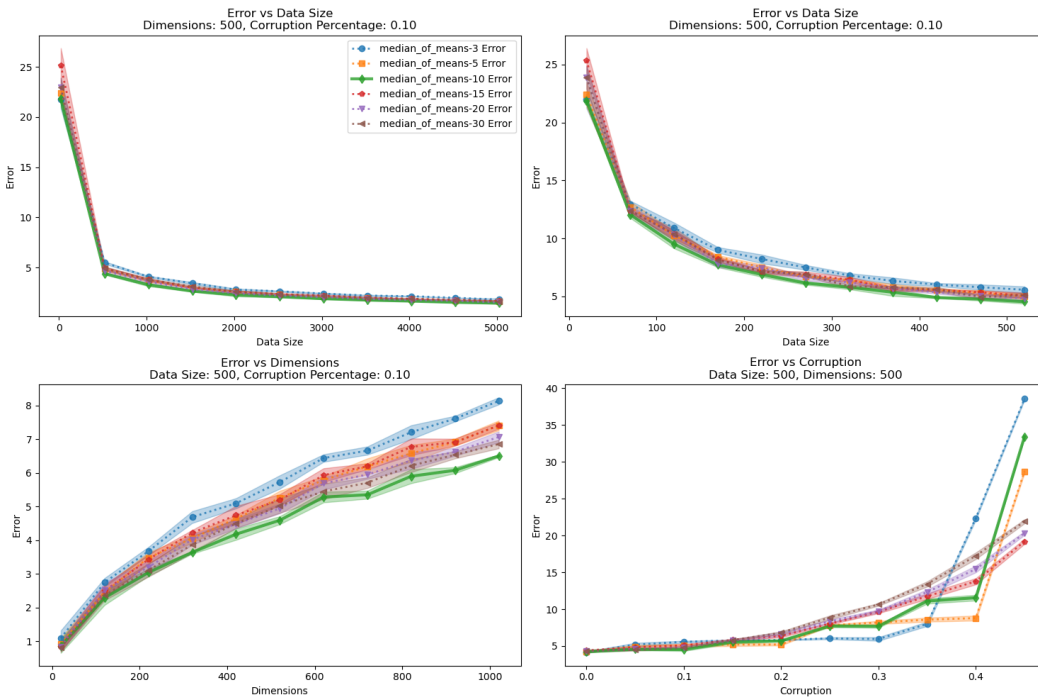 Error vs Data Size
Dimensions: 500, Corruption Percentage: 0.10
25
20
15
10
5
Error
0
1000
2000
3000
4000
5000
Data Size
median_of_means-3 Error
median_of_means-5 Error
median_of_means-10 Error
median_of_means-15 Error
median_of_means-20 Error
median_of_means-30 Error
Error vs Data Size
Dimensions: 500, Corruption Percentage: 0.10
25
20
15
10
5
Error
0
100
200
300
400
500
Data Size
Error vs Dimensions
Data Size: 500, Corruption Percentage: 0.10
8
7
6
5
4
3
2
1
Error
0
200
400
600
800
1000
Dimensions
Error vs Corruption
Data Size: 500, Dimensions: 500
40
35
30
25
20
15
10
5
Error
0.0
0.1
0.2
0.3
0.4
Corruption